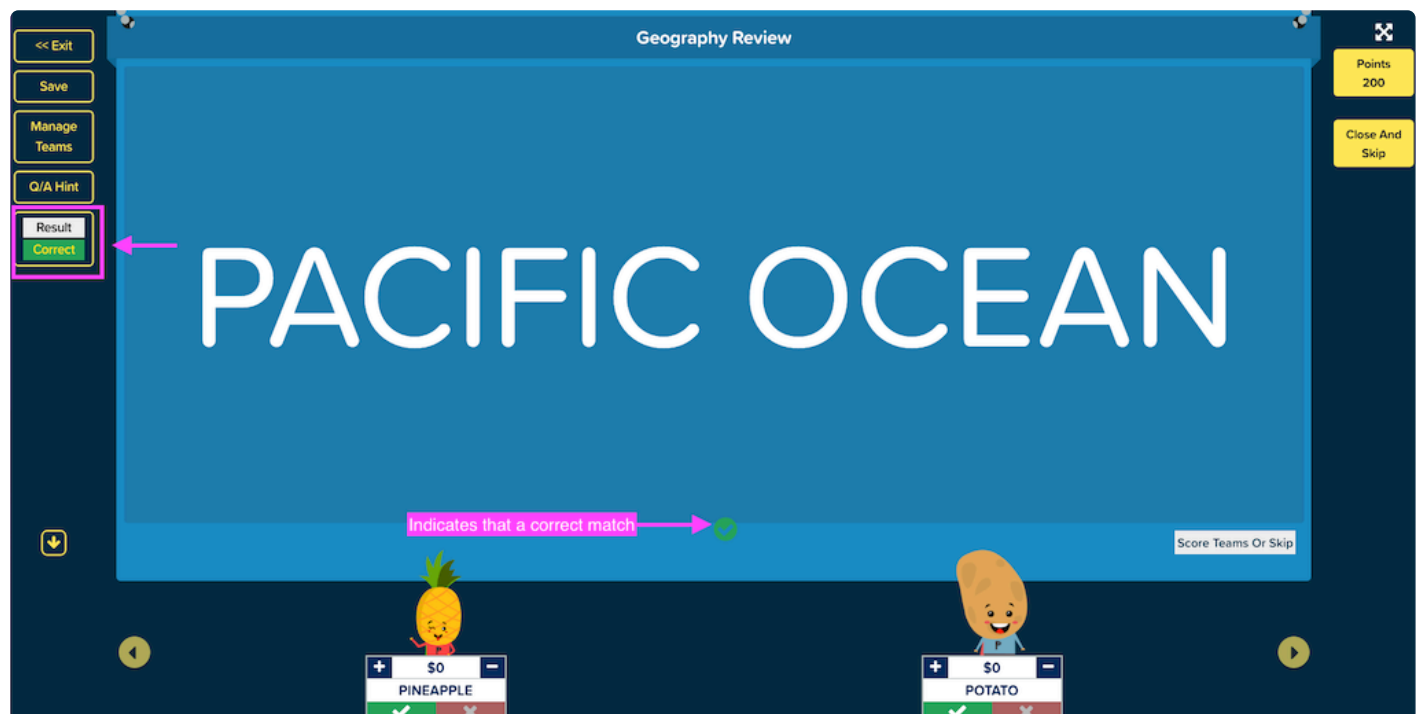 << Exit
Save
Manage
Teams
Q/A Hint
Result
Correct
Geography Review
Points
200
Close And
Skip
PACIFIC OCEAN
Indicates that a correct match
Score Teams Or Skip
P
P
+ $0 −
PINEAPPLE
+ $0 −
POTATO